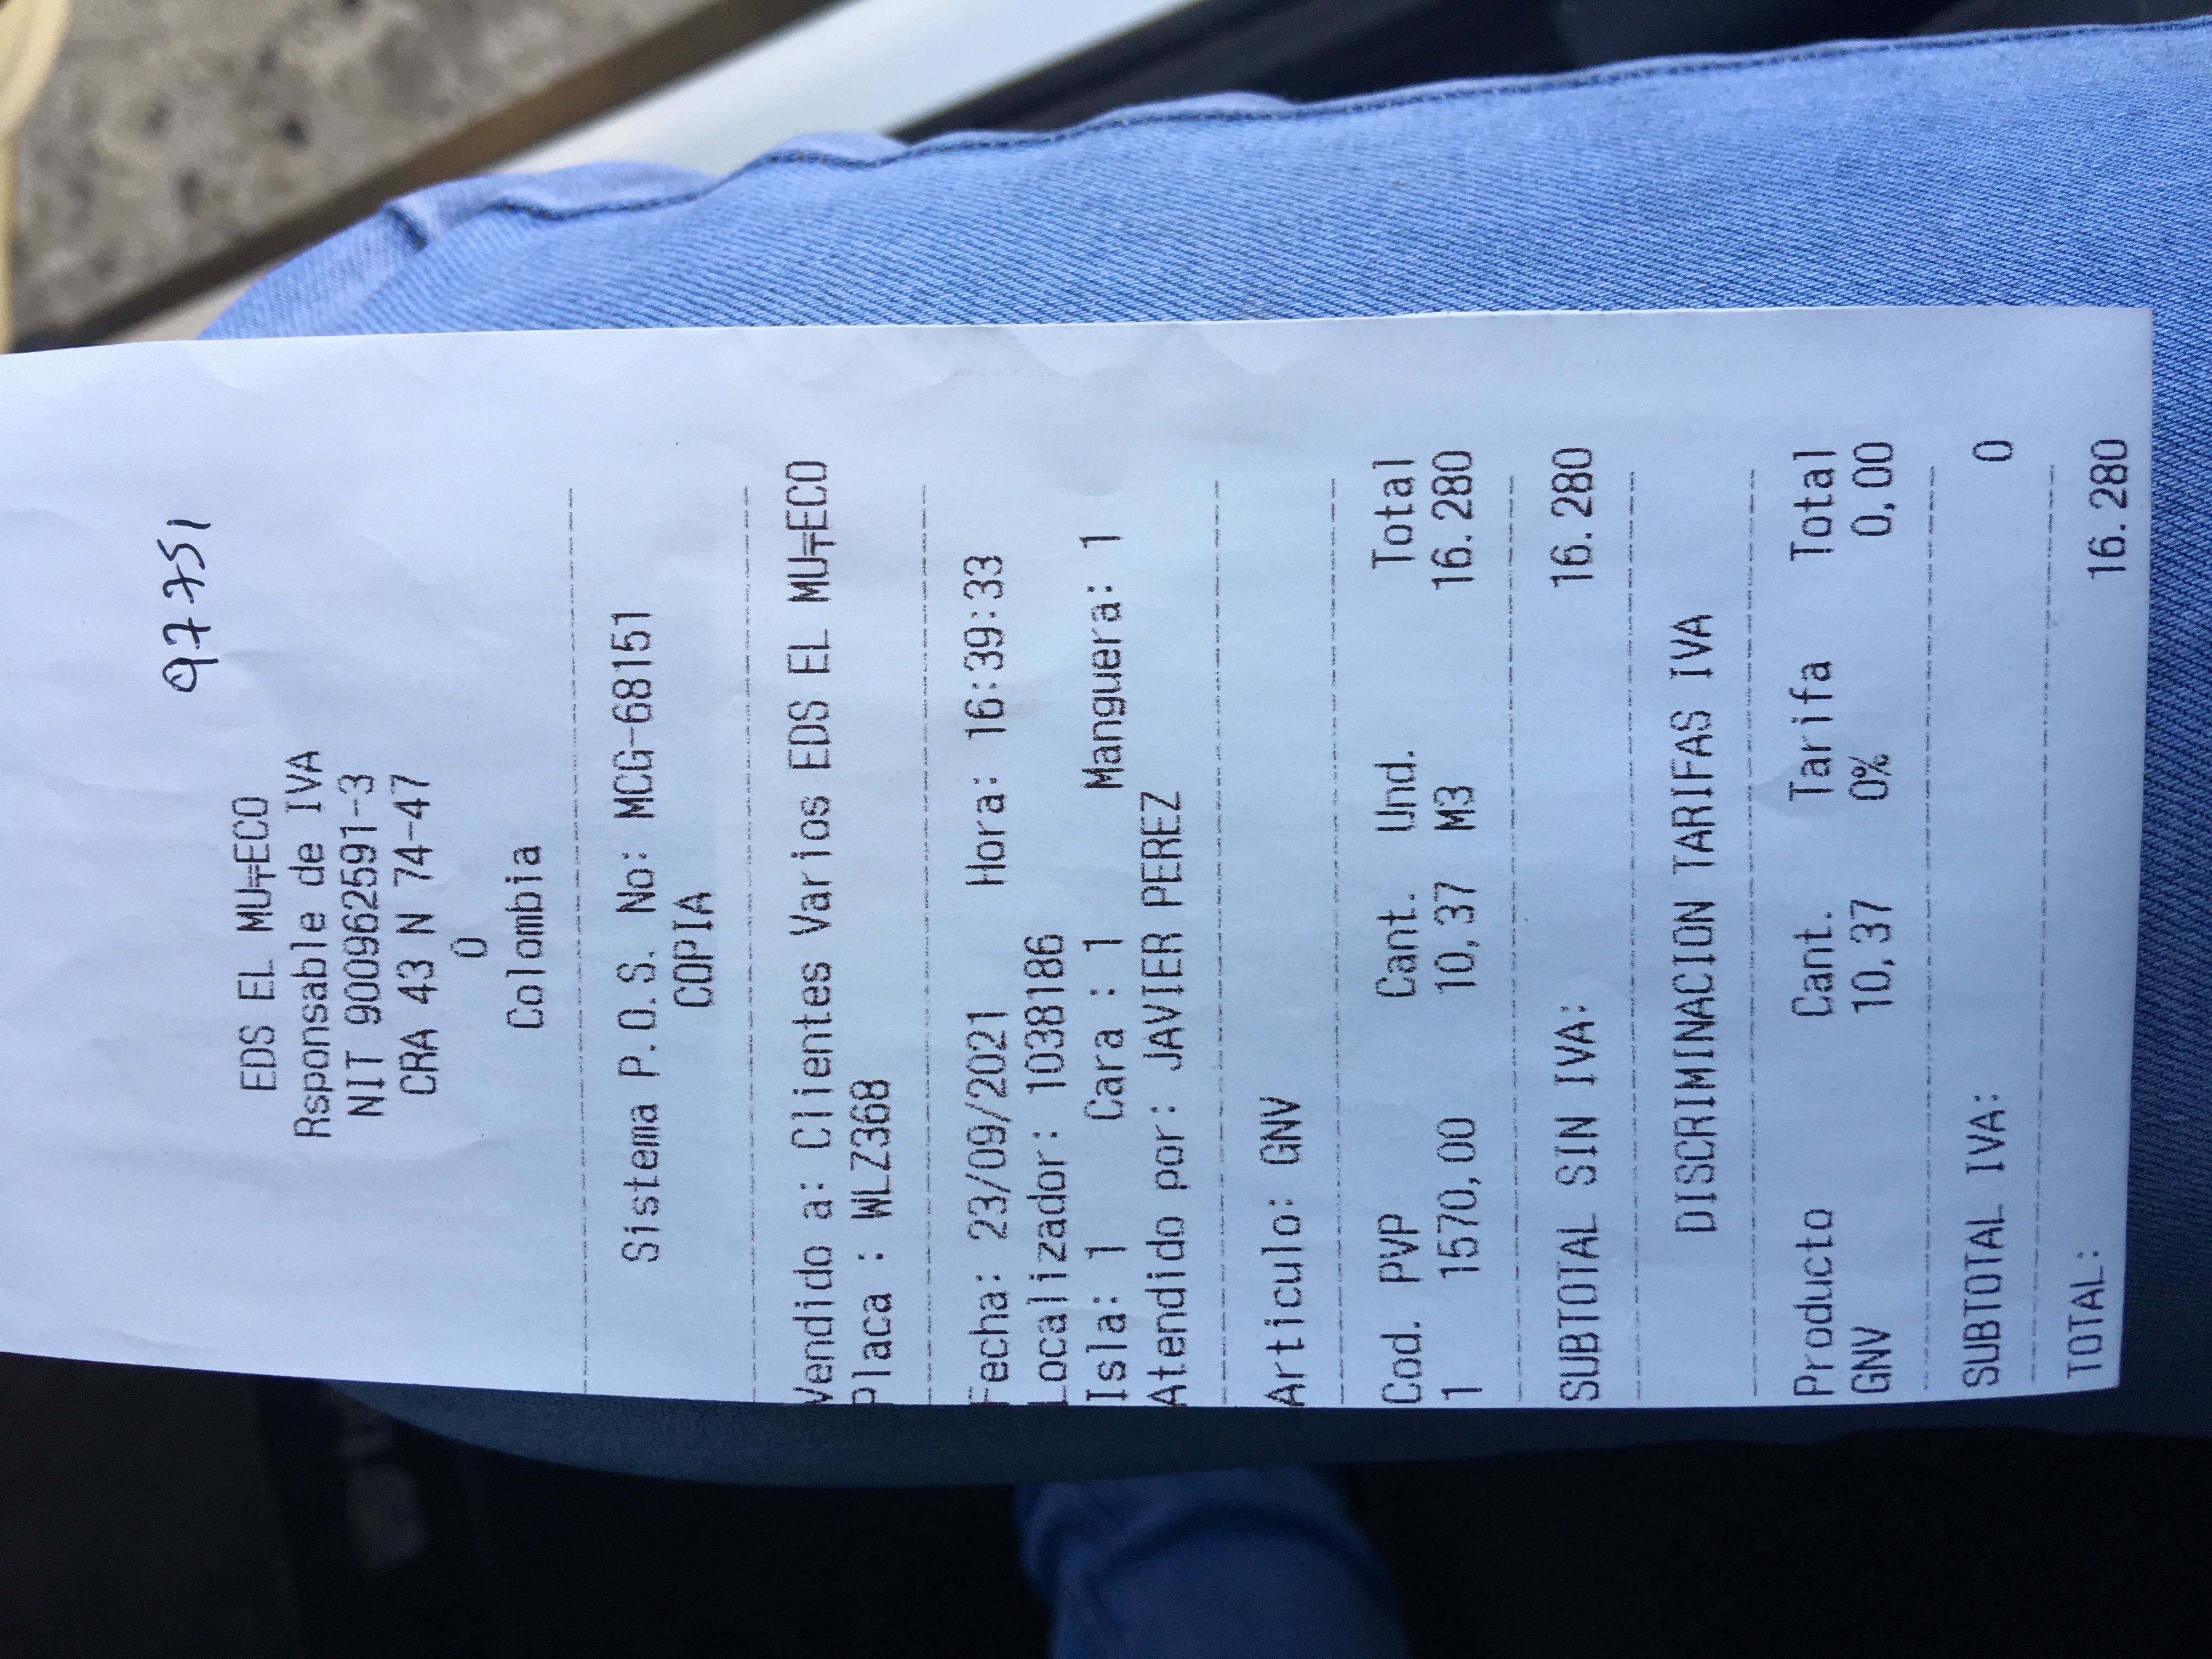 97751
EDS EL MU╤ECO
Rsponsable de IVA
NIT 900962591-3
CRA 43 N 74-47
0
Colombia
Sistema P.O.S. No: MCG-68151
COPIA
Vendido a: Clientes Varios EDS EL MU╤ECO
Placa : WLZ368
Fecha: 23/09/2021 Hora: 16:39:33
Localizador: 1038186
Isla: 1 Cara : 1 Manguera: 1
Atendido por: JAVIER PEREZ
Articulo: GNV
Cod. PVP Cant. Und. Total
1 1570,00 10,37 M3 16.280
SUBTOTAL SIN IVA: 16.280
DISCRIMINACION TARIFAS IVA
Producto Cant. Tarifa Total
GNV 10,37 0% 0,00
SUBTOTAL IVA: 0
TOTAL: 16.280